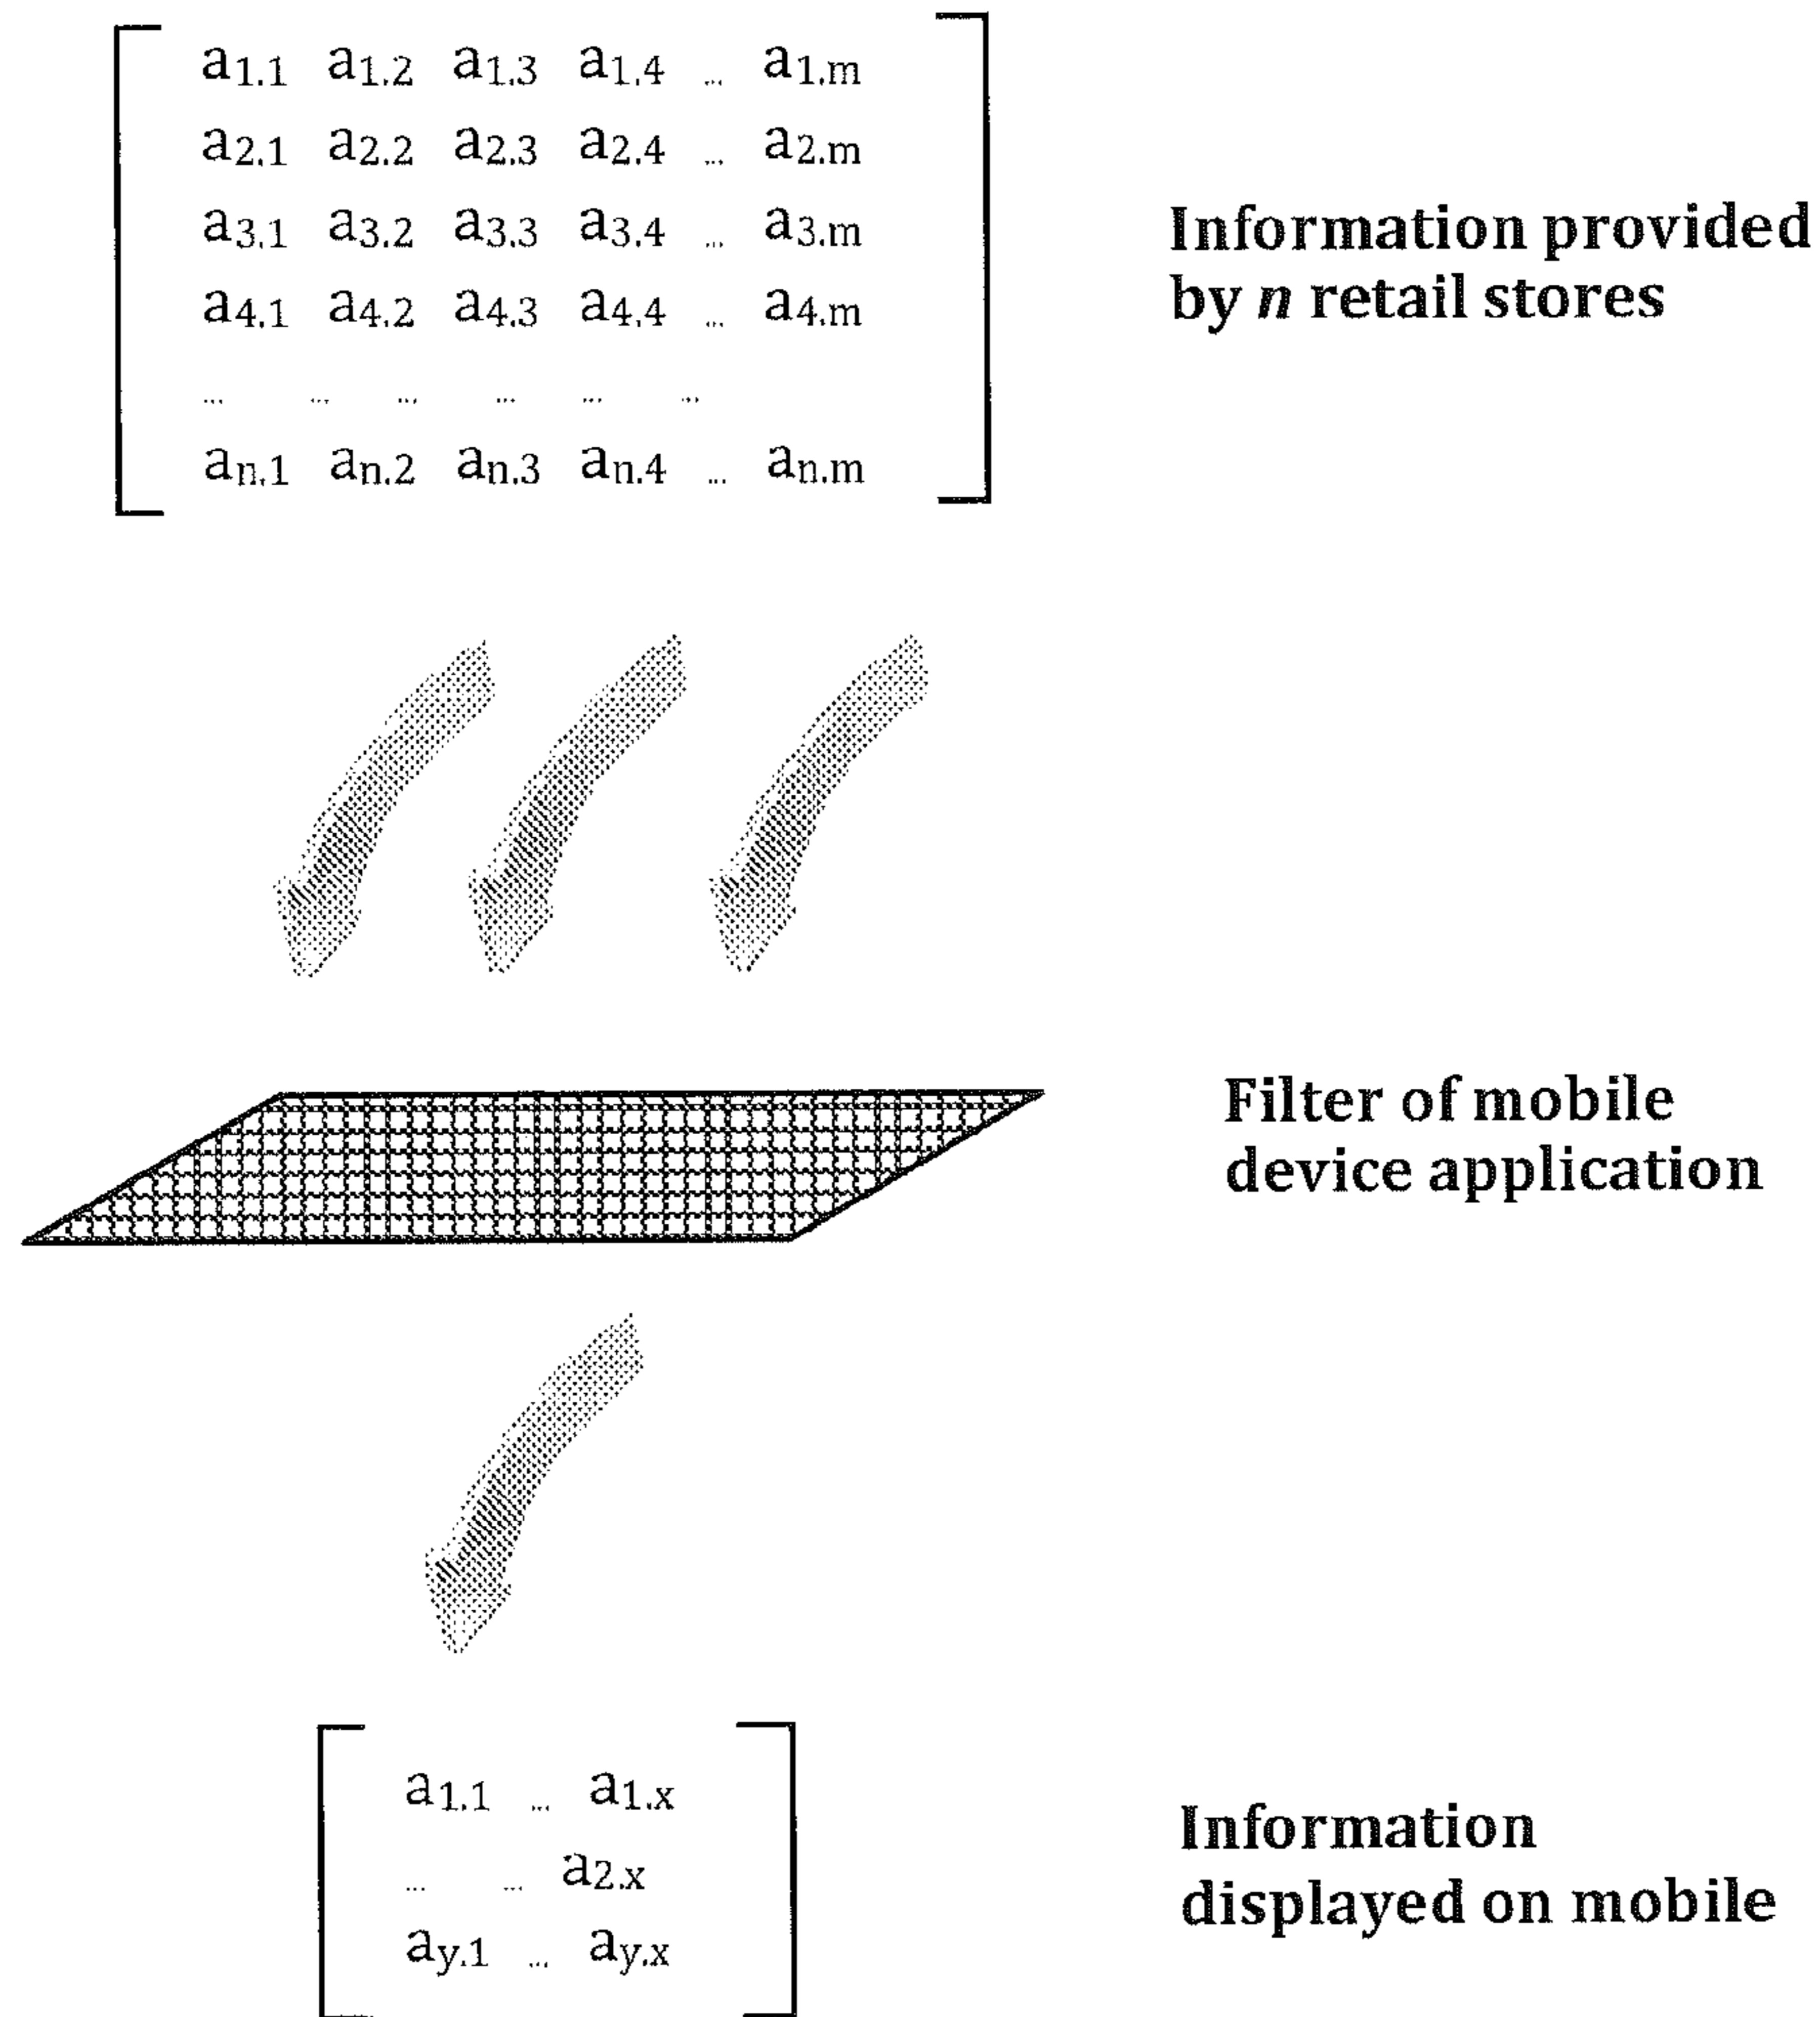 a1.1 a1.2 a1.3 a1.4 ... a1.m
a2.1 a2.2 a2.3 a2.4 ... a2.m
a3.1 a3.2 a3.3 a3.4 ... a3.m
a4.1 a4.2 a4.3 a4.4 ... a4.m
... ... ... ... ... ...
an.1 an.2 an.3 an.4 ... an.m
Information provided
by n retail stores
Filter of mobile
device application
a1.1 ... a1.x
... ... a2.x
ay.1 ... ay.x
Information
displayed on mobile